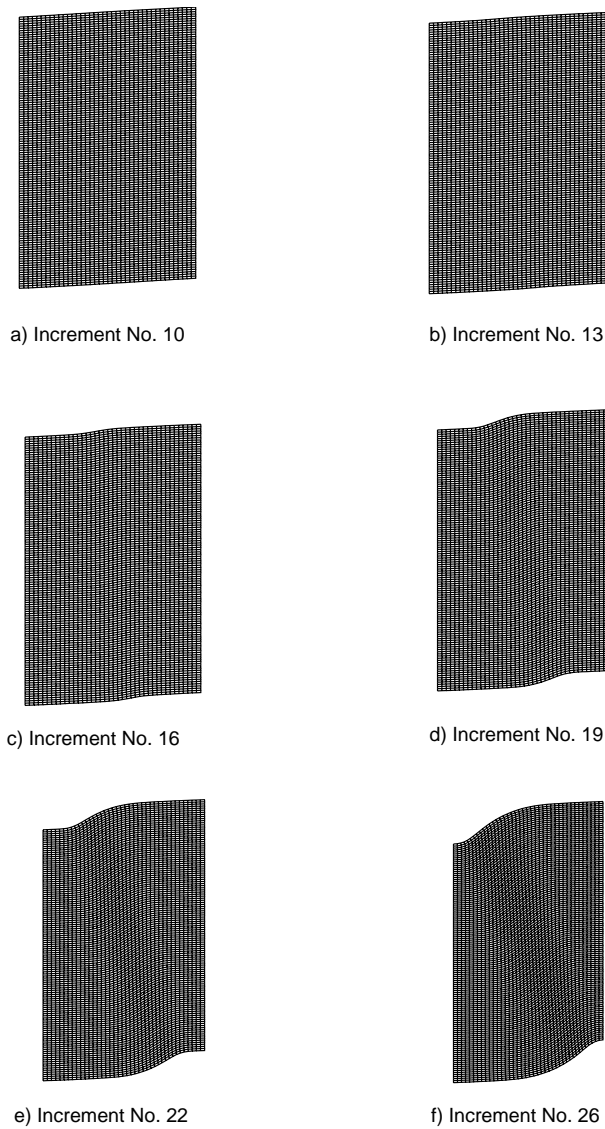 a) Increment No. 10
b) Increment No. 13
c) Increment No. 16
d) Increment No. 19
e) Increment No. 22
f) Increment No. 26